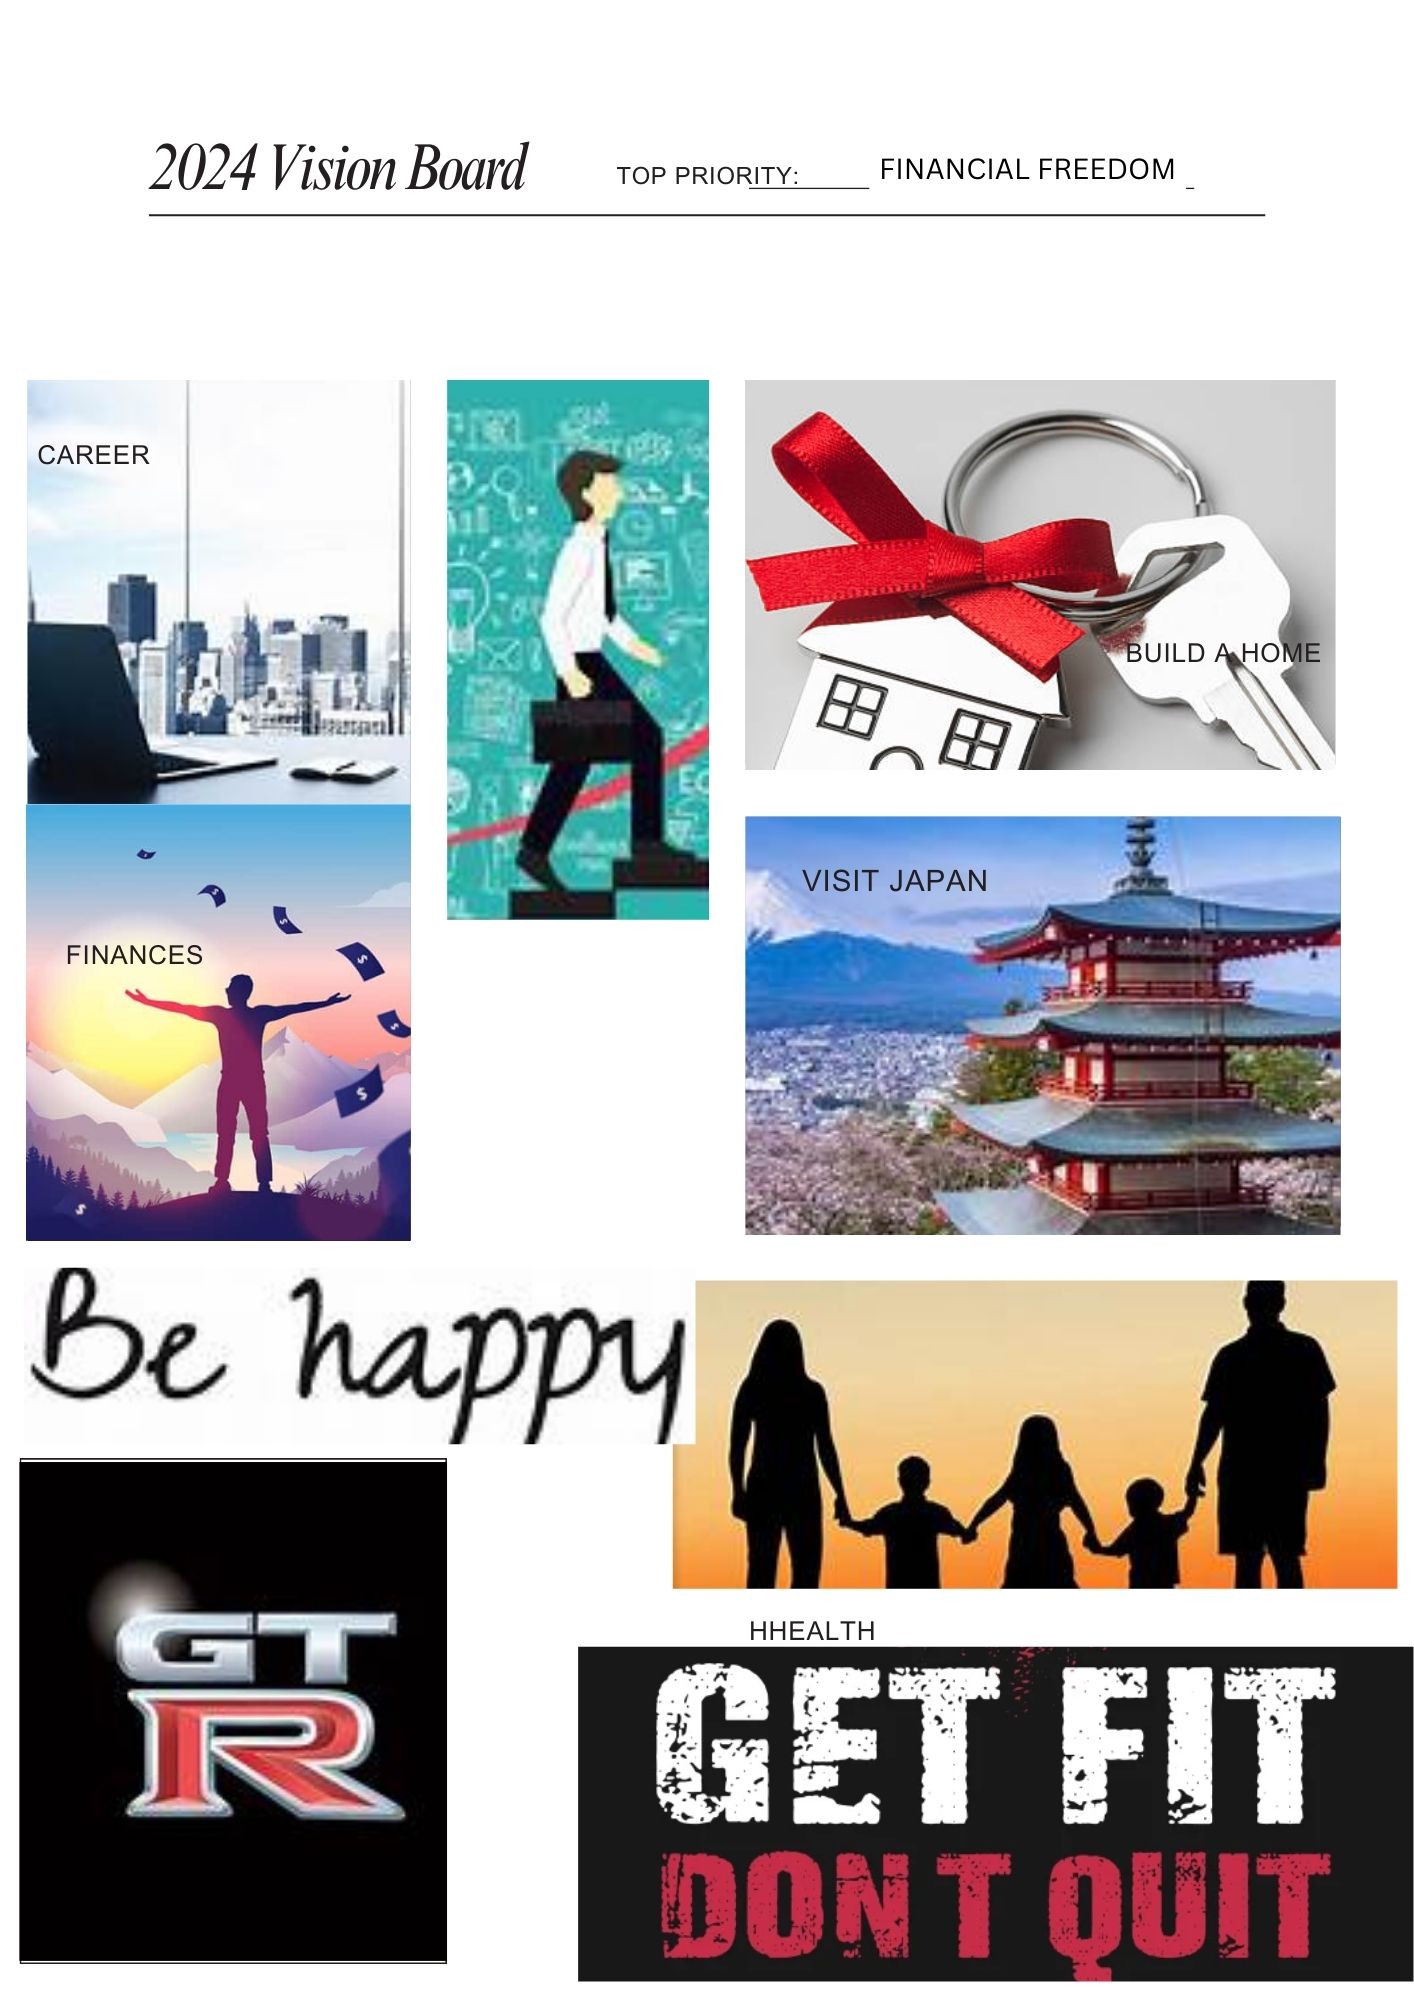 2024 Vision Board
TOP PRIORITY:
FINANCIAL FREEDOM
CAREER
BUILD A HOME
FINANCES
VISIT JAPAN
Be happy
GT
R
HHEALTH
GET FIT
DON T QUIT